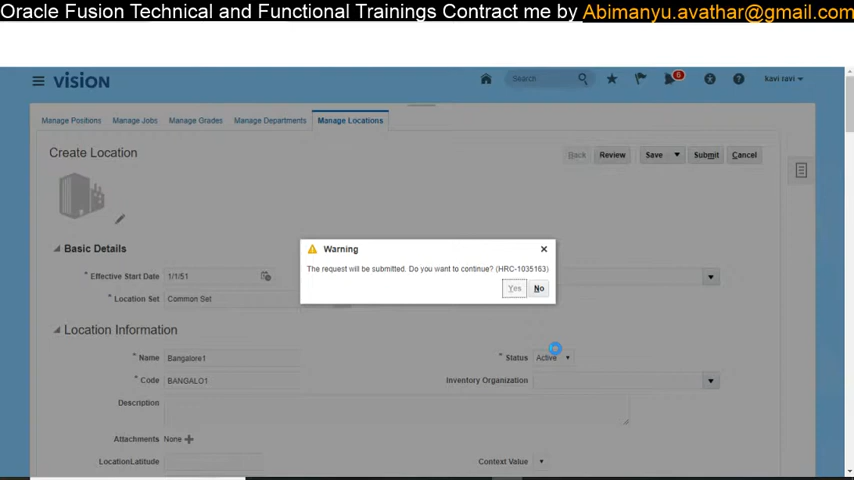 Oracle Fusion Technical and Functional Trainings Contract me by Abimanyu.avathar@gmail.com
vision Search 6 ? kavi ravi
Manage Positions Manage Jobs Manage Grades Manage Departments Manage Locations
Create Location Back Review Save Submit Cancel
Basic Details
Warning
* Effective Start Date 1/1/51
The request will be submitted. Do you want to continue? (HRC-1035163)
Yes No
* Location Set Common Set
Location Information
* Name Bangalore1 * Status Active
* Code BANGALO1 Inventory Organization
Description
Attachments None
LocationLatitude Context Value